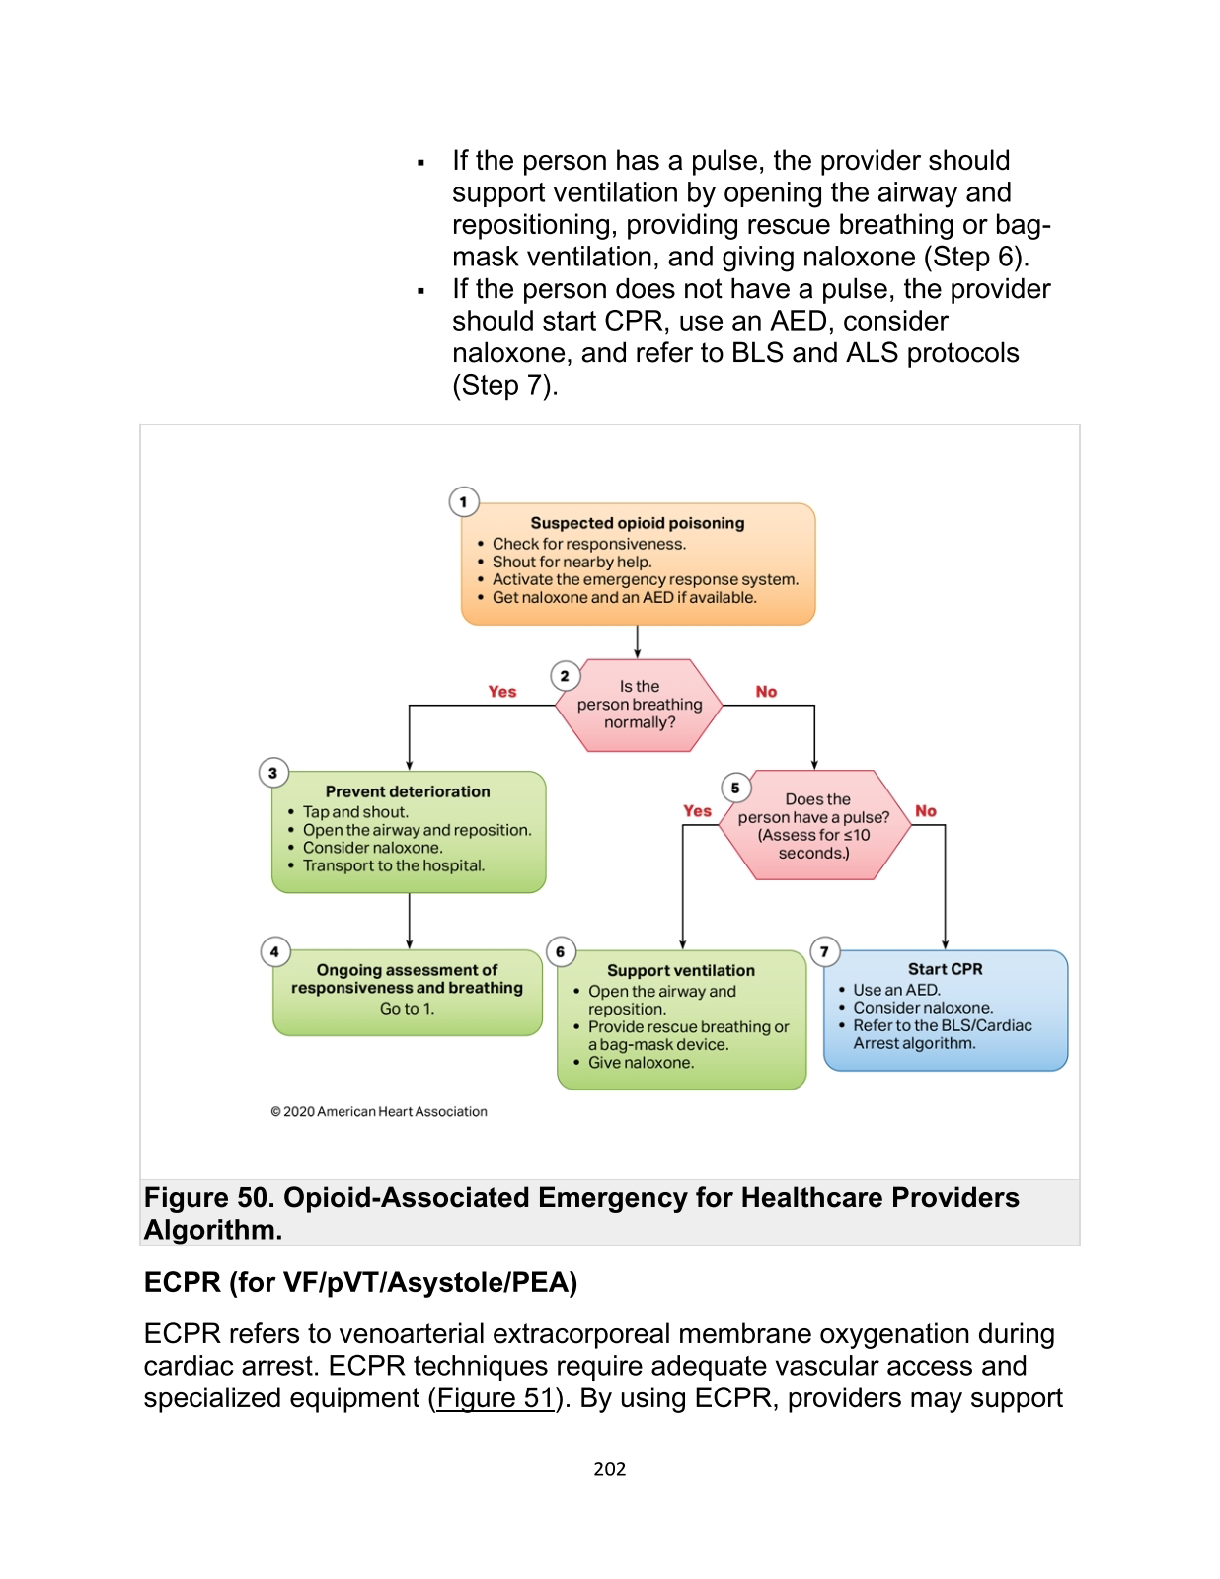 ▪ If the person has a pulse, the provider should
support ventilation by opening the airway and
repositioning, providing rescue breathing or bag-
mask ventilation, and giving naloxone (Step 6).
▪ If the person does not have a pulse, the provider
should start CPR, use an AED, consider
naloxone, and refer to BLS and ALS protocols
(Step 7).
1
Suspected opioid poisoning
• Check for responsiveness.
• Shout for nearby help.
• Activate the emergency response system.
• Get naloxone and an AED if available.
2
Is the
person breathing
normally?
Yes
No
3
Prevent deterioration
• Tap and shout.
• Open the airway and reposition.
• Consider naloxone.
• Transport to the hospital.
5
Does the
person have a pulse?
(Assess for ≤10
seconds.)
Yes
No
4
Ongoing assessment of
responsiveness and breathing
Go to 1.
6
Support ventilation
• Open the airway and
reposition.
• Provide rescue breathing or
a bag-mask device.
• Give naloxone.
7
Start CPR
• Use an AED.
• Consider naloxone.
• Refer to the BLS/Cardiac
Arrest algorithm.
© 2020 American Heart Association
Figure 50. Opioid-Associated Emergency for Healthcare Providers
Algorithm.
ECPR (for VF/pVT/Asystole/PEA)
ECPR refers to venoarterial extracorporeal membrane oxygenation during
cardiac arrest. ECPR techniques require adequate vascular access and
specialized equipment (Figure 51). By using ECPR, providers may support
202